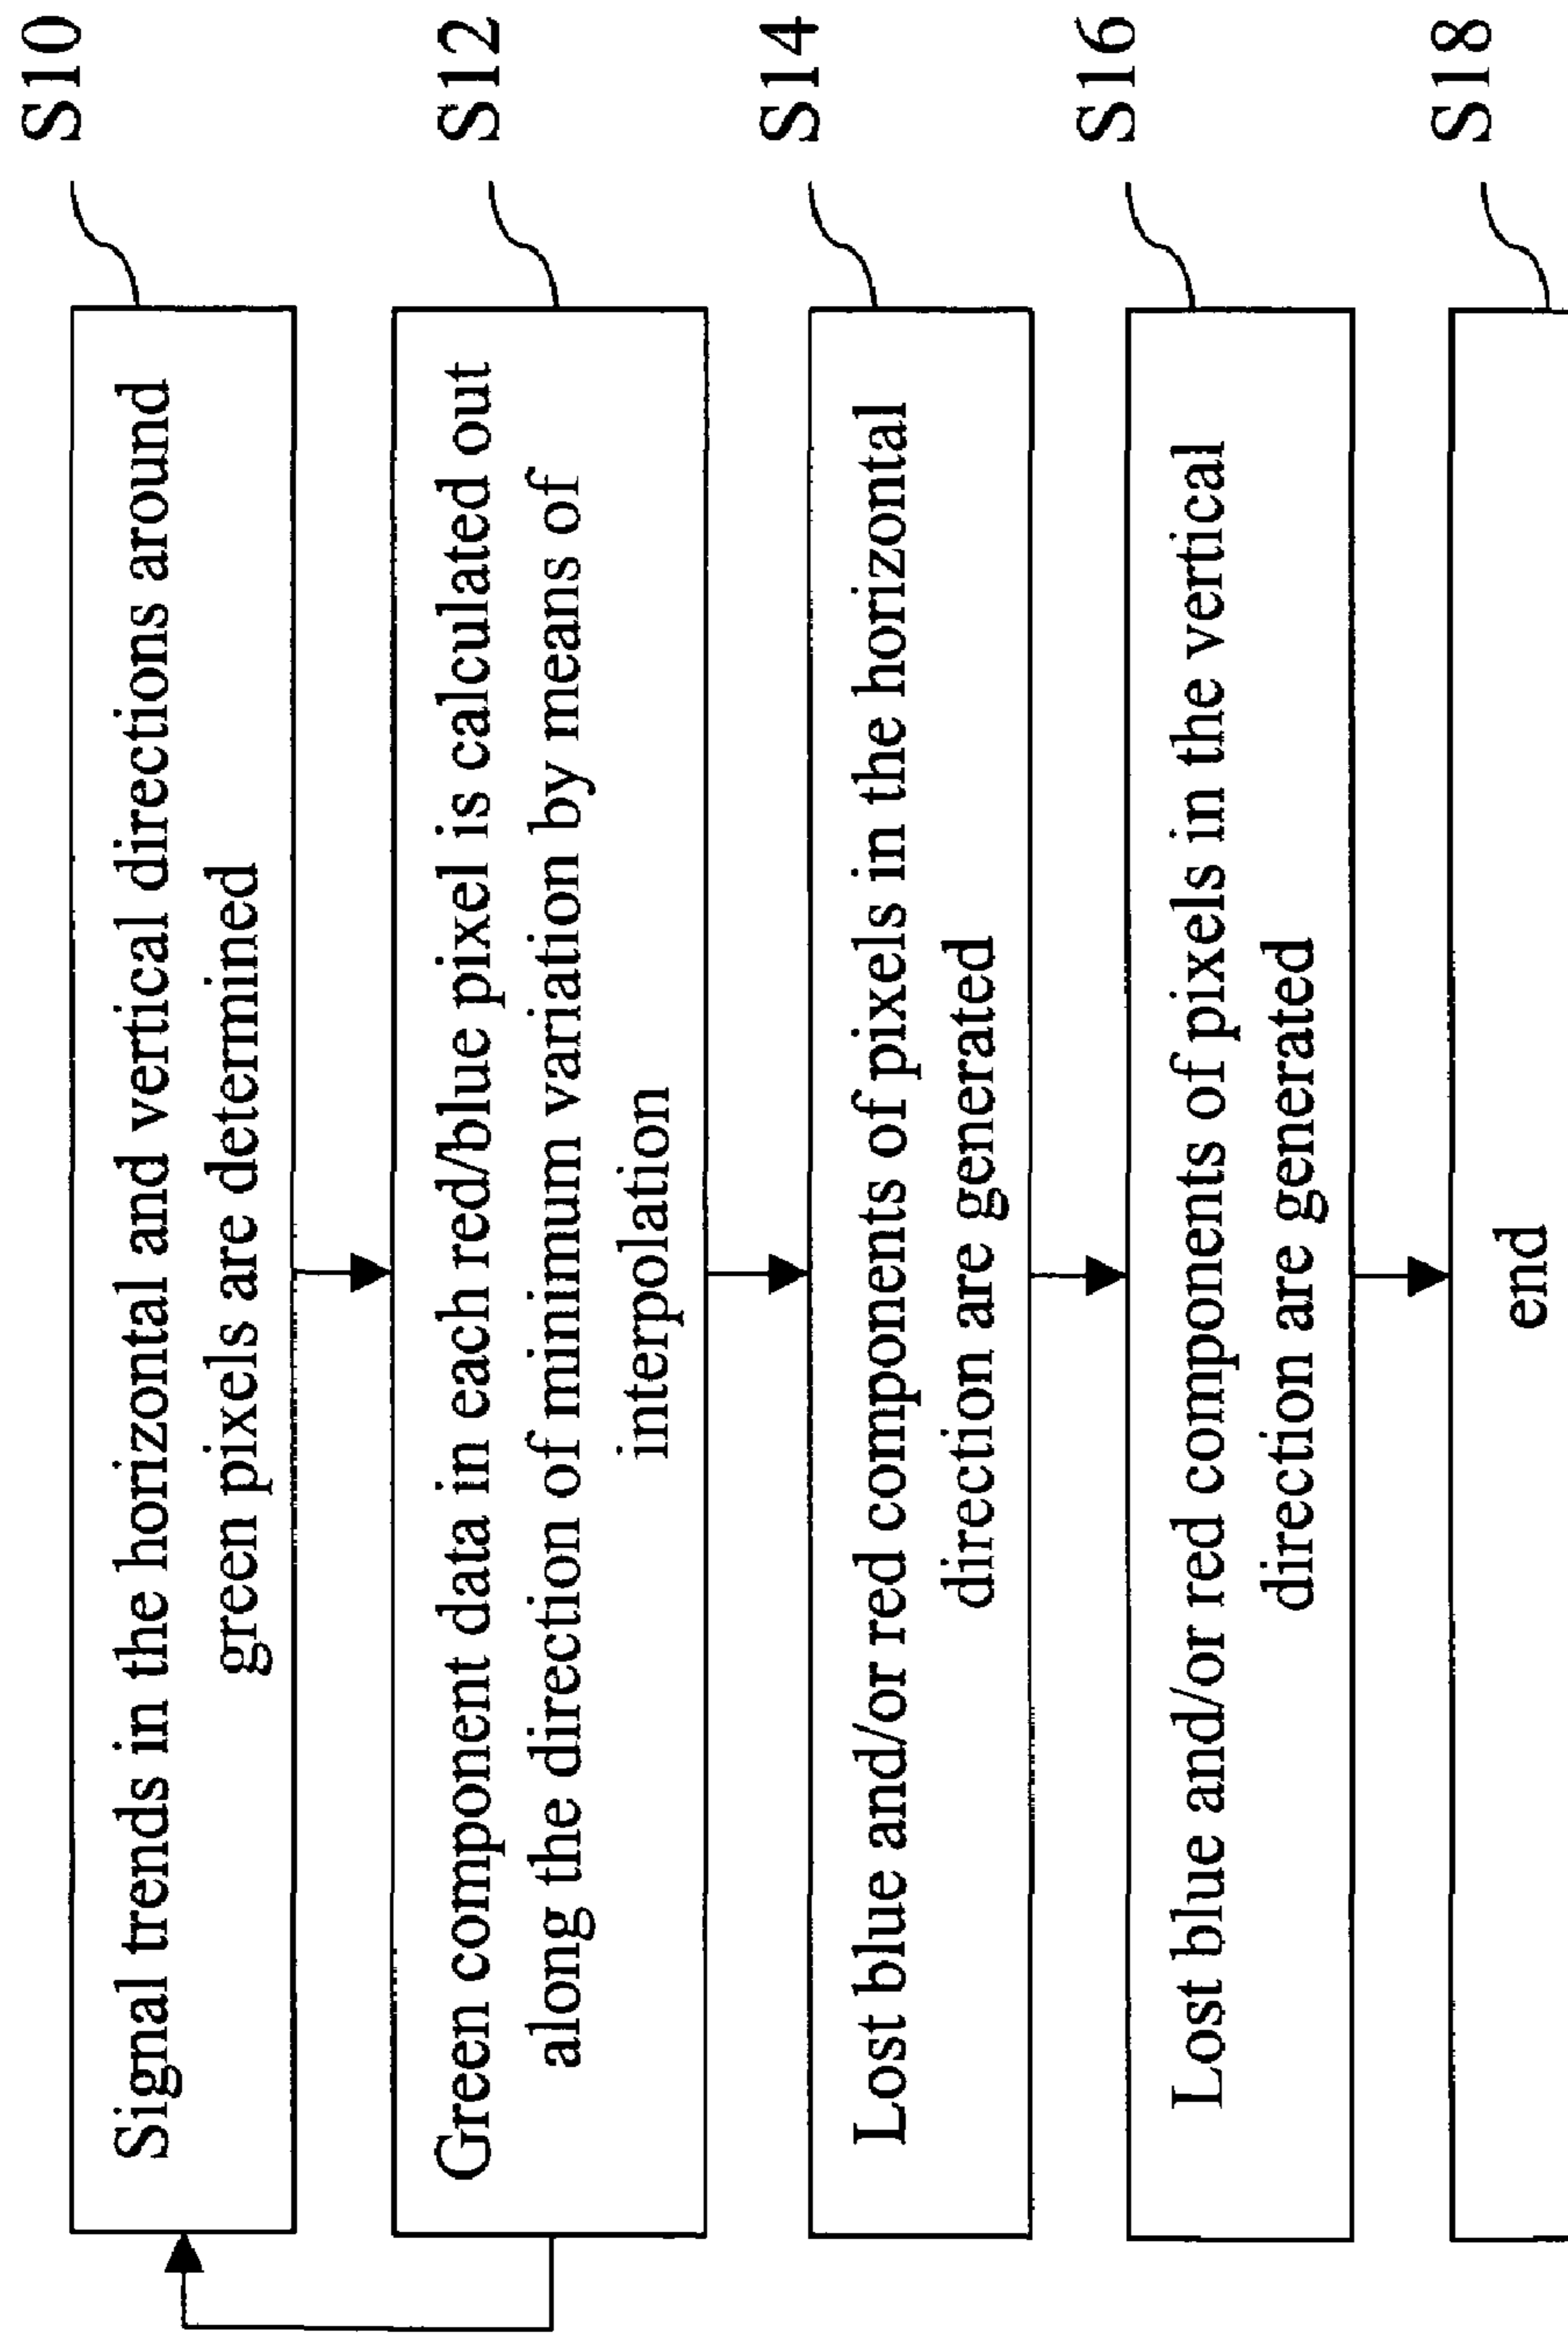 S10
Signal trends in the horizontal and vertical directions around
green pixels are determined
S12
Green component data in each red/blue pixel is calculated out
along the direction of minimum variation by means of
interpolation
S14
Lost blue and/or red components of pixels in the horizontal
direction are generated
S16
Lost blue and/or red components of pixels in the vertical
direction are generated
S18
end